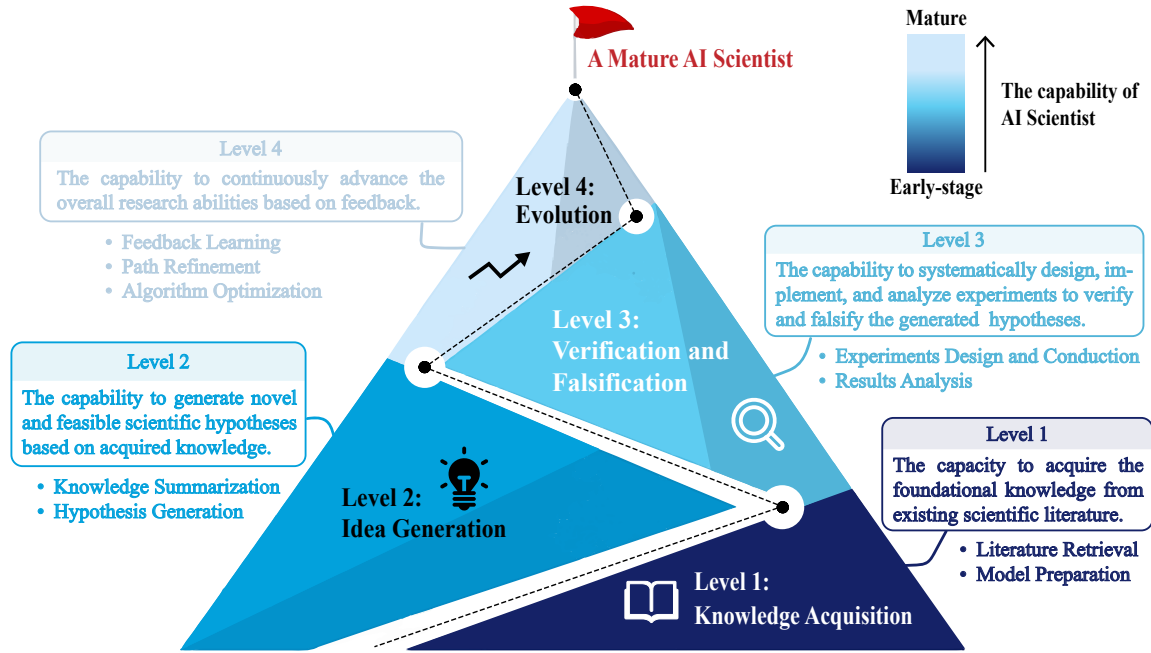 A Mature AI Scientist
Mature
The capability of
AI Scientist
Early-stage
Level 4
The capability to continuously advance the
overall research abilities based on feedback.
• Feedback Learning
• Path Refinement
• Algorithm Optimization
Level 4:
Evolution
Level 3
The capability to systematically design, im-
plement, and analyze experiments to verify
and falsify the generated hypotheses.
• Experiments Design and Conduction
• Results Analysis
Level 3:
Verification and
Falsification
Level 2
The capability to generate novel
and feasible scientific hypotheses
based on acquired knowledge.
• Knowledge Summarization
• Hypothesis Generation
Level 2:
Idea Generation
Level 1
The capacity to acquire the
foundational knowledge from
existing scientific literature.
• Literature Retrieval
• Model Preparation
Level 1:
Knowledge Acquisition